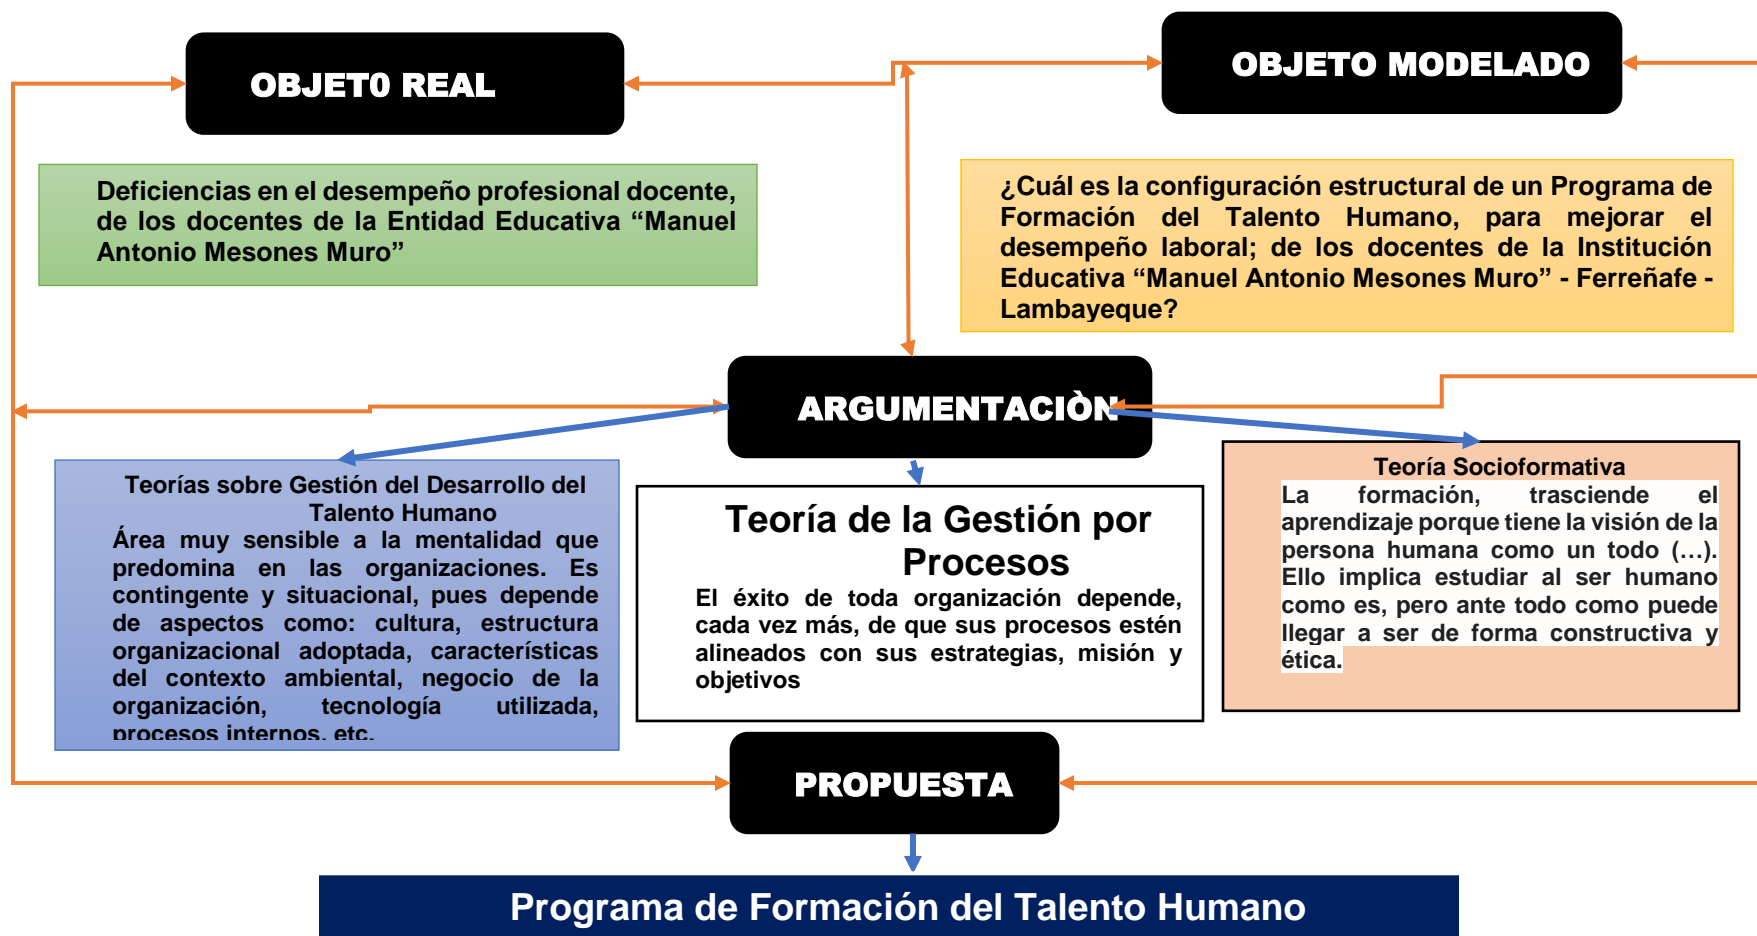 OBJET0 REAL
OBJETO MODELADO
Deficiencias en el desempeño profesional docente,
de los docentes de la Entidad Educativa “Manuel
Antonio Mesones Muro”
¿Cuál es la configuración estructural de un Programa de
Formación del Talento Humano, para mejorar el
desempeño laboral; de los docentes de la Institución
Educativa “Manuel Antonio Mesones Muro” - Ferreñafe -
Lambayeque?
ARGUMENTACIÒN
Teorías sobre Gestión del Desarrollo del
Talento Humano
Área muy sensible a la mentalidad que
predomina en las organizaciones. Es
contingente y situacional, pues depende
de aspectos como: cultura, estructura
organizacional adoptada, características
del contexto ambiental, negocio de la
organización, tecnología utilizada,
procesos internos, etc.
Teoría de la Gestión por
Procesos
El éxito de toda organización depende,
cada vez más, de que sus procesos estén
alineados con sus estrategias, misión y
objetivos
Teoría Socioformativa
La formación, trasciende el
aprendizaje porque tiene la visión de la
persona humana como un todo (…).
Ello implica estudiar al ser humano
como es, pero ante todo como puede
llegar a ser de forma constructiva y
ética.
PROPUESTA
Programa de Formación del Talento Humano